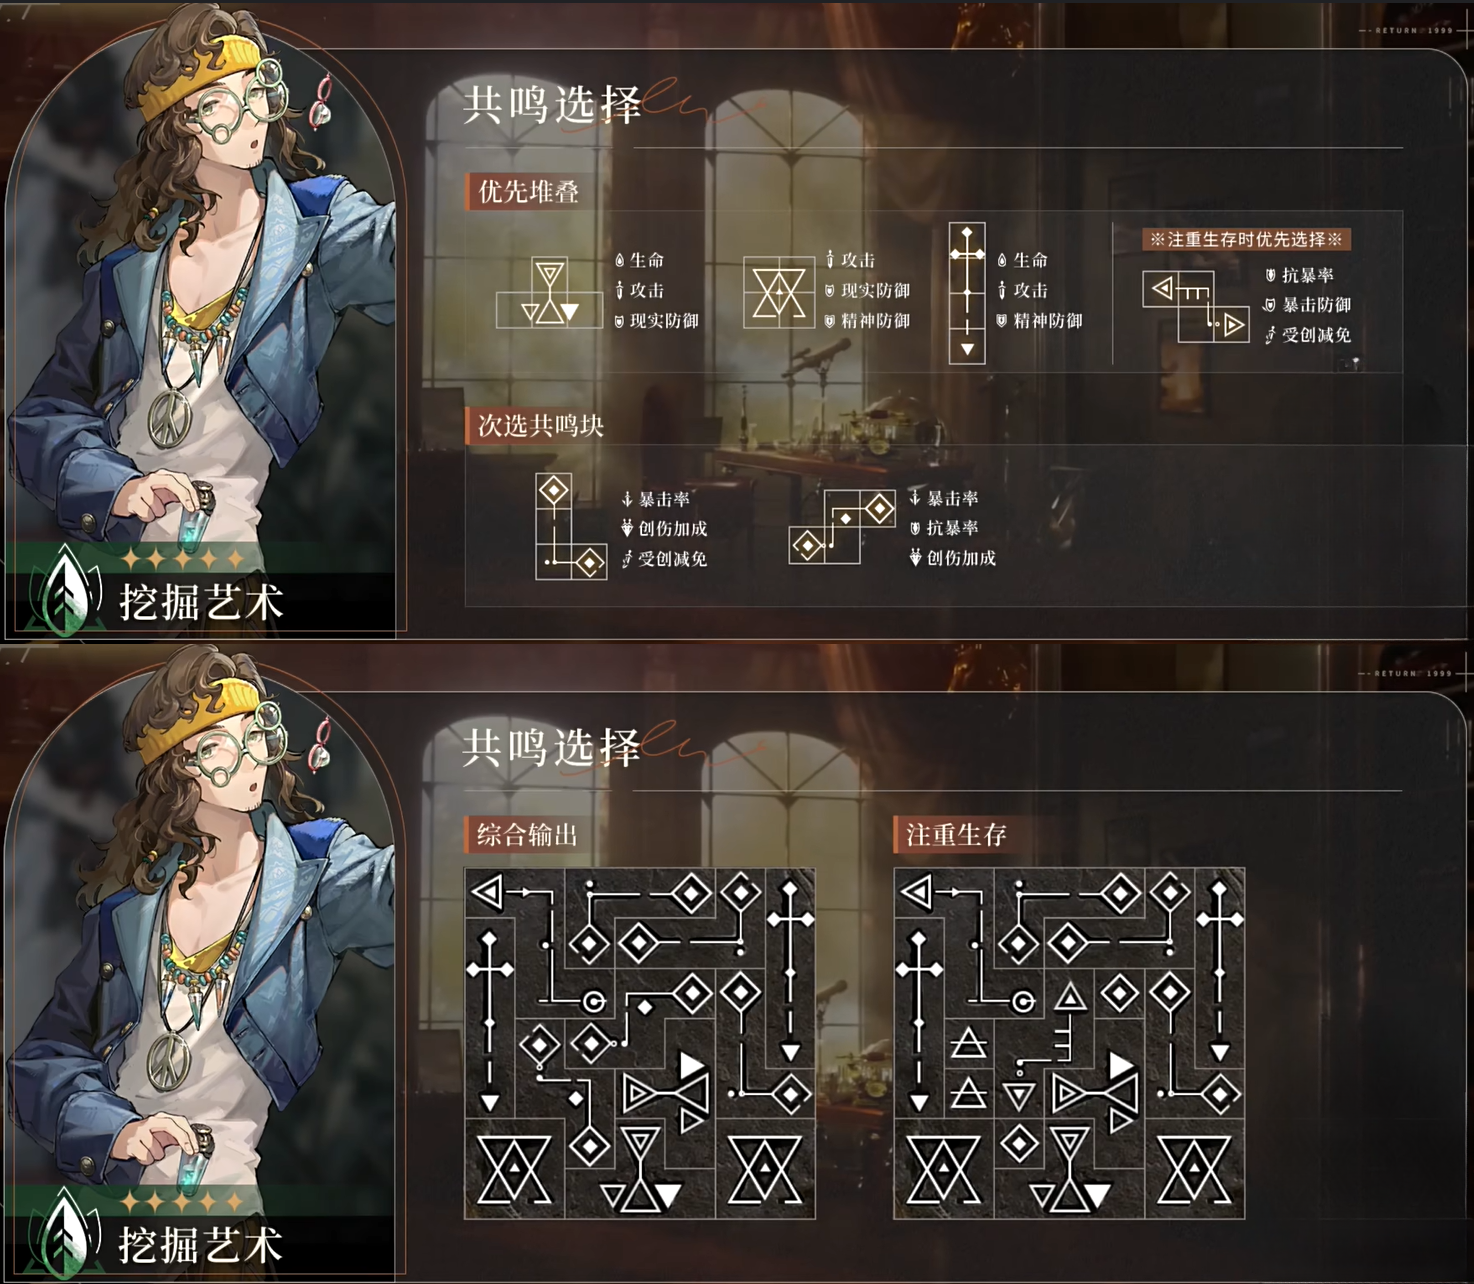 RETURN 1999
共鸣选择
优先堆叠
生命
攻击
现实防御
攻击
现实防御
精神防御
生命
攻击
精神防御
※注重生存时优先选择※
抗暴率
暴击防御
受创减免
次选共鸣块
暴击率
创伤加成
受创减免
暴击率
抗暴率
创伤加成
挖掘艺术
RETURN 1999
共鸣选择
综合输出
注重生存
挖掘艺术